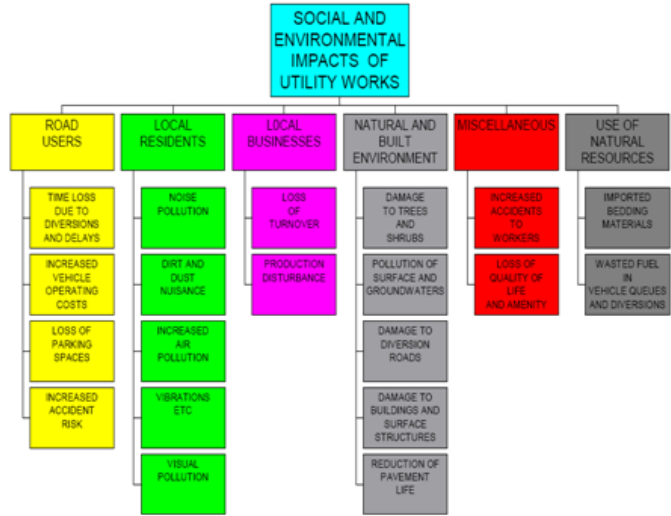 SOCIAL AND
ENVIRONMENTAL
IMPACTS OF
UTILITY WORKS
ROAD
USERS
TIME LOSS
DUE TO
DIVERSIONS
AND DELAYS
INCREASED
VEHICLE
OPERATING
COSTS
LOSS OF
PARKING
SPACES
INCREASED
ACCIDENT
RISK
LOCAL
RESIDENTS
NOISE
POLLUTION
DIRT AND
DUST
NUISANCE
INCREASED
AIR
POLLUTION
VIBRATIONS
ETC
VISUAL
POLLUTION
LOCAL
BUSINESSES
LOSS
OF
TURNOVER
PRODUCTION
DISTURBANCE
NATURAL AND
BUILT
ENVIRONMENT
DAMAGE
TO TREES
AND
SHRUBS
POLLUTION OF
SURFACE AND
GROUNDWATERS
DAMAGE TO
DIVERSION
ROADS
DAMAGE TO
BUILDINGS AND
SURFACE
STRUCTURES
REDUCTION OF
PAVEMENT
LIFE
MISCELLANEOUS
INCREASED
ACCIDENTS
TO
WORKERS
LOSS OF
QUALITY OF
LIFE
AND AMENITY
USE OF
NATURAL
RESOURCES
IMPORTED
BEDDING
MATERIALS
WASTED FUEL
IN
VEHICLE QUEUES
AND DIVERSIONS